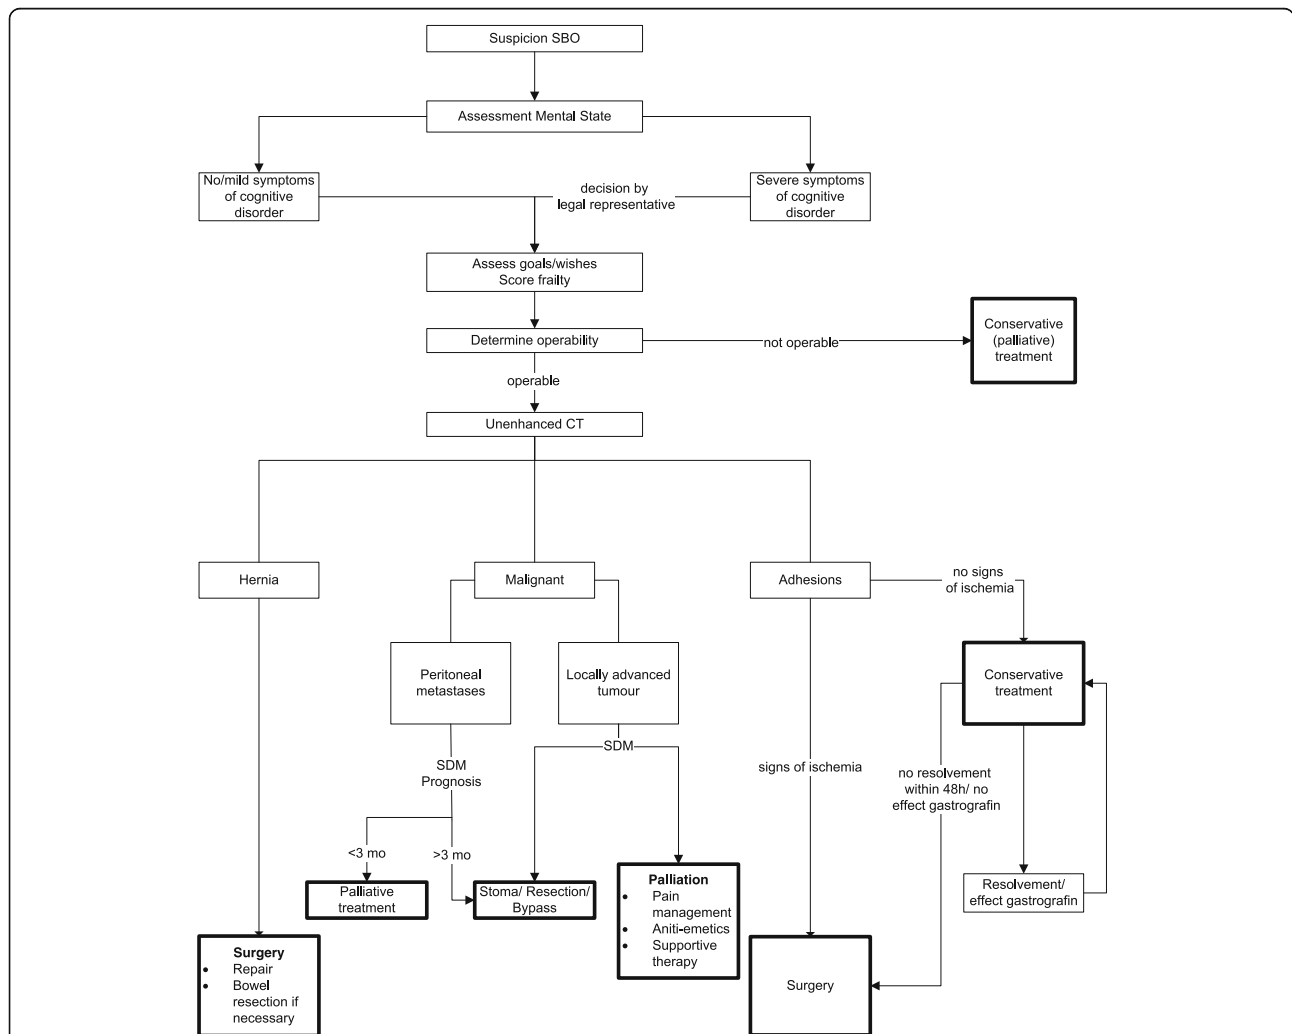 Suspicion SBO
Assessment Mental State
No/mild symptoms
of cognitive
disorder
decision by
legal representative
Severe symptoms
of cognitive
disorder
Assess goals/wishes
Score frailty
Determine operability
not operable
Conservative
(palliative)
treatment
operable
Unenhanced CT
Hernia
Malignant
Adhesions
no signs
of ischemia
Peritoneal
metastases
Locally advanced
tumour
Conservative
treatment
SDM
Prognosis
SDM
signs of ischemia
no resolvement
within 48h/ no
effect gastrografin
<3 mo
>3 mo
Palliative
treatment
Stoma/ Resection/
Bypass
Palliation
• Pain
management
• Aniti-emetics
• Supportive
therapy
Resolvement/
effect gastrografin
Surgery
• Repair
• Bowel
resection if
necessary
Surgery